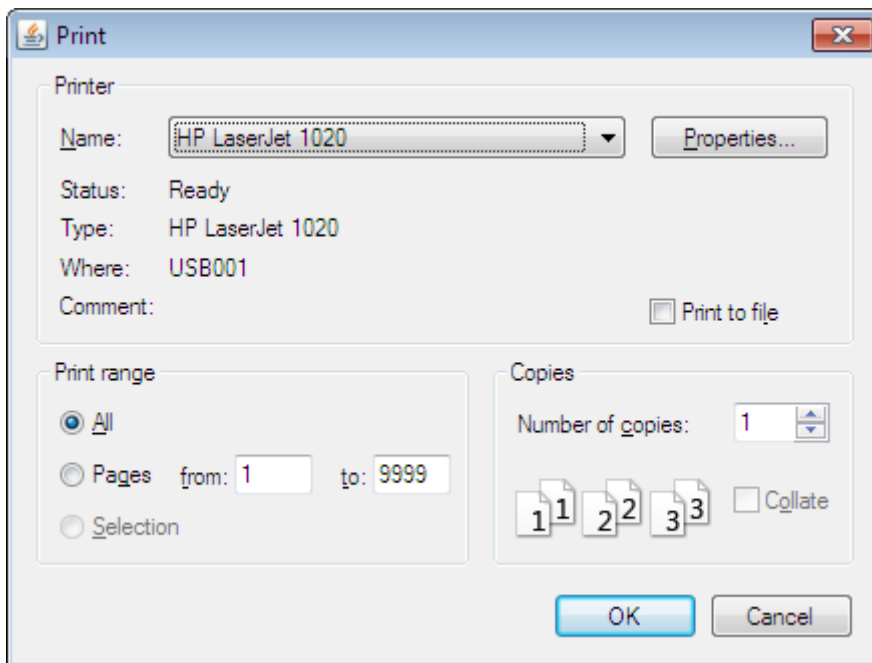 Print
Printer
Name: HP LaserJet 1020 Properties...
Status: Ready
Type: HP LaserJet 1020
Where: USB001
Comment:
Print to file
Print range
All
Pages from: 1 to: 9999
Selection
Copies
Number of copies: 1
1 1 2 2 3 3 Collate
OK Cancel